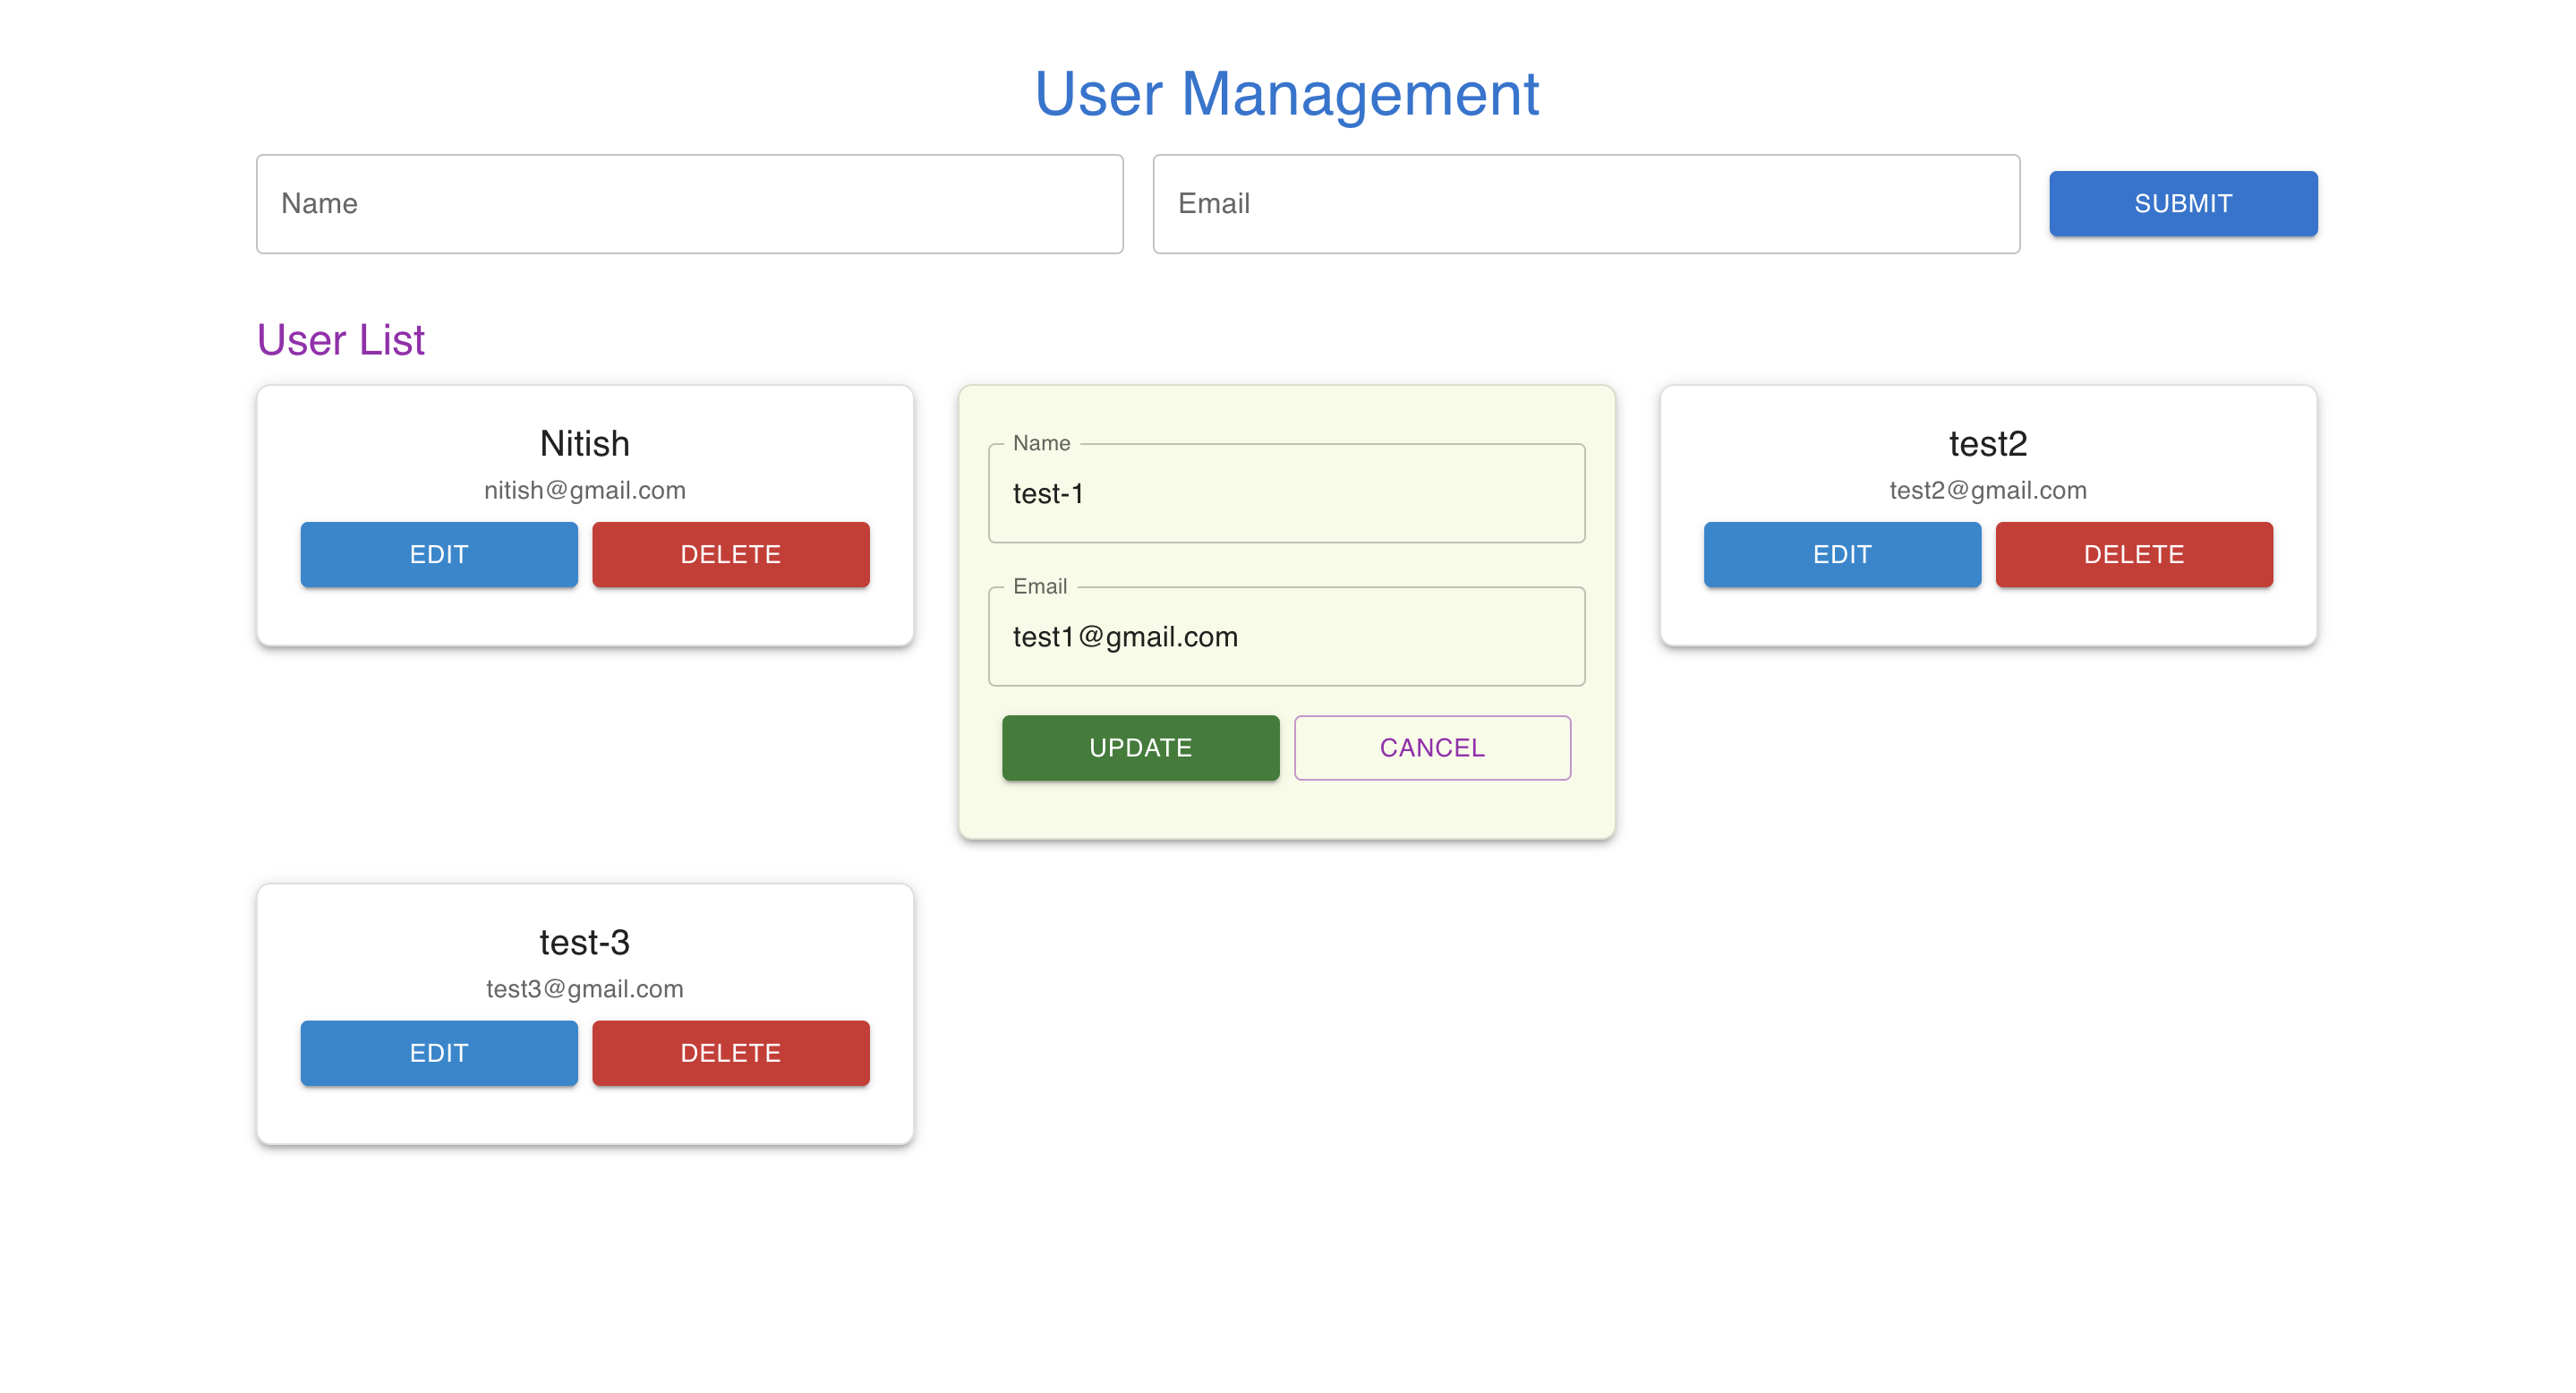 User Management
Name
Email
SUBMIT
User List
Nitish
nitish@gmail.com
EDIT
DELETE
Name
test-1
Email
test1@gmail.com
UPDATE
CANCEL
test2
test2@gmail.com
EDIT
DELETE
test-3
test3@gmail.com
EDIT
DELETE